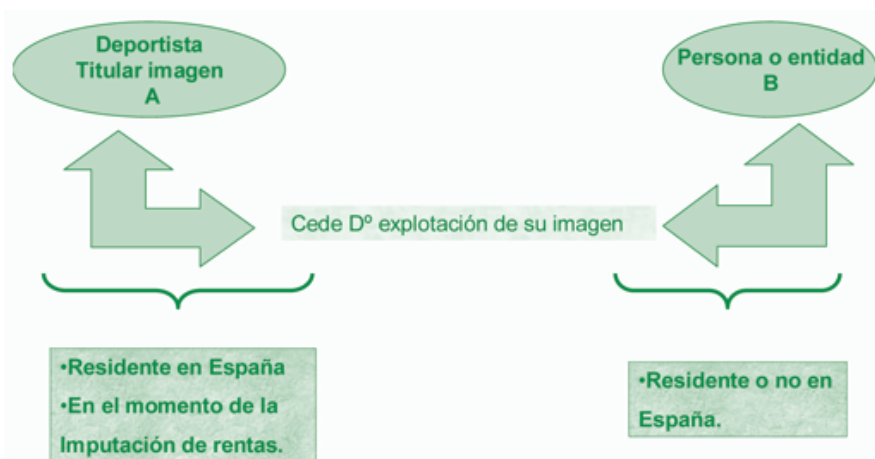 Deportista
Titular imagen
A
Persona o entidad
B
Cede Dº explotación de su imagen
•Residente en España
•En el momento de la
Imputación de rentas.
•Residente o no en
España.